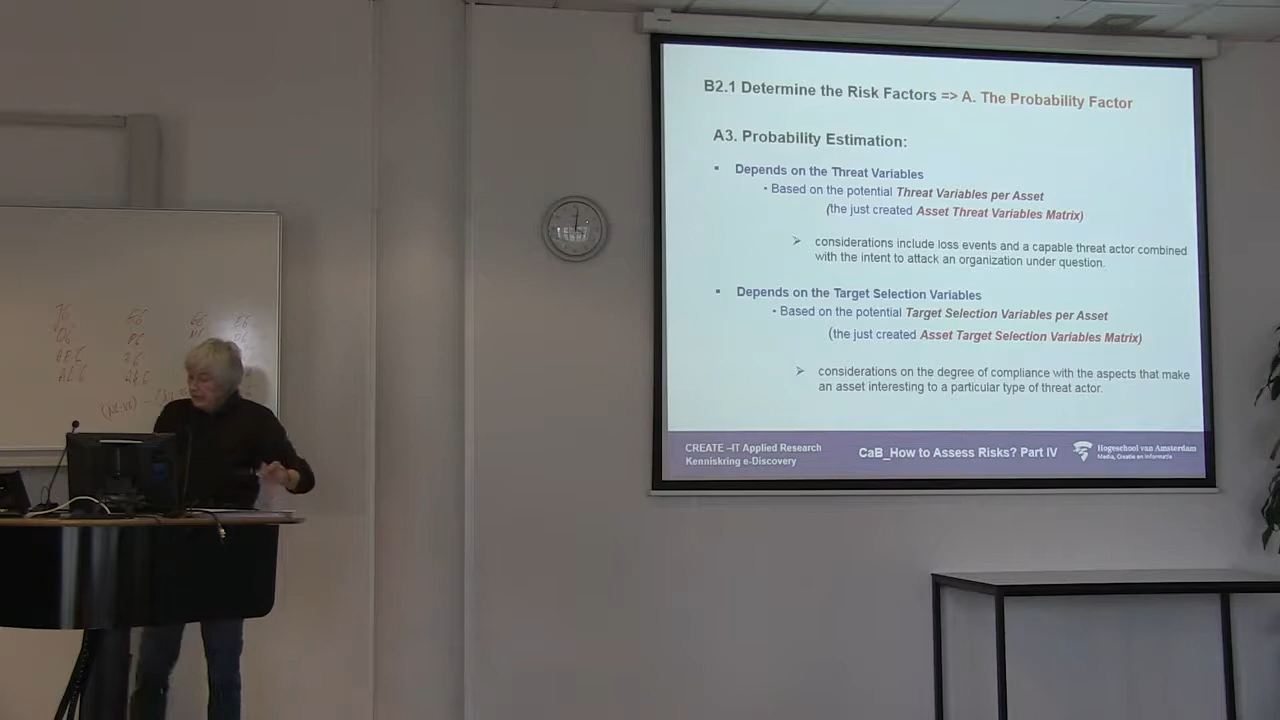 B2.1 Determine the Risk Factors => A. The Probability Factor
A3. Probability Estimation:
▪ Depends on the Threat Variables
• Based on the potential Threat Variables per Asset
(the just created Asset Threat Variables Matrix)
➢ considerations include loss events and a capable threat actor combined
with the intent to attack an organization under question.
▪ Depends on the Target Selection Variables
• Based on the potential Target Selection Variables per Asset
(the just created Asset Target Selection Variables Matrix)
➢ considerations on the degree of compliance with the aspects that make
an asset interesting to a particular type of threat actor.
CREATE –IT Applied Research
Kenniskring e-Discovery
CaB_How to Assess Risks? Part IV
Hogeschool van Amsterdam
Media, Creatie en Informatie